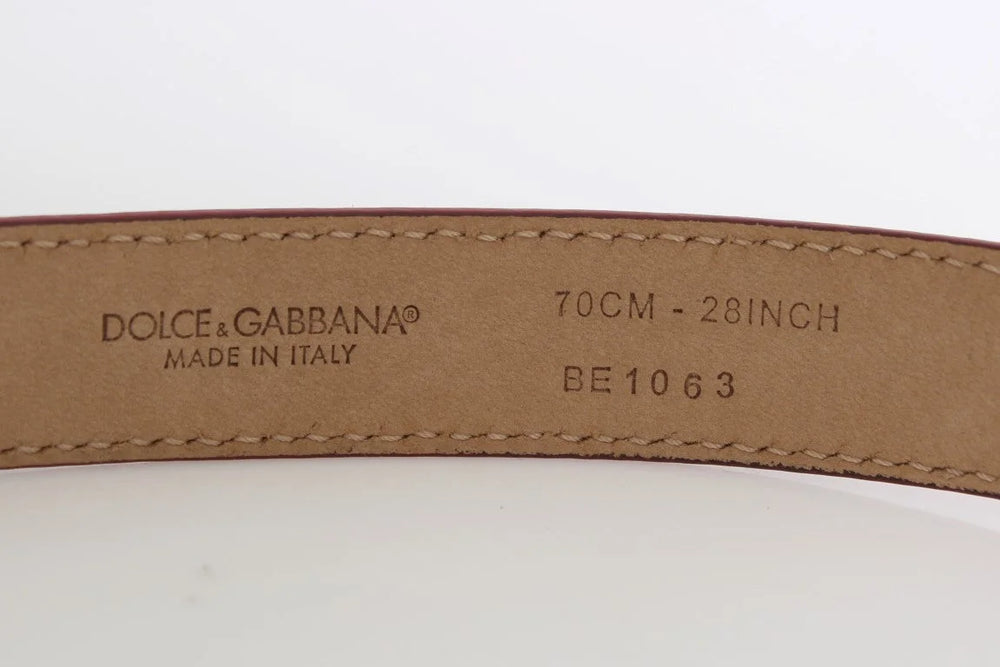 DOLCE & GABBANA®
MADE IN ITALY
70CM - 28INCH
BE1063